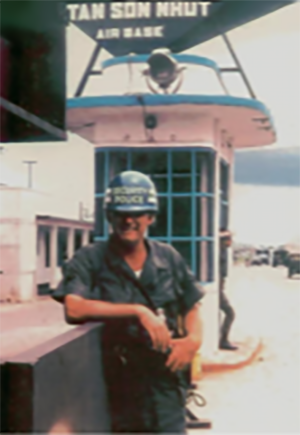 TAN SON NHUT
AIR BASE
SECURITY
POLICE